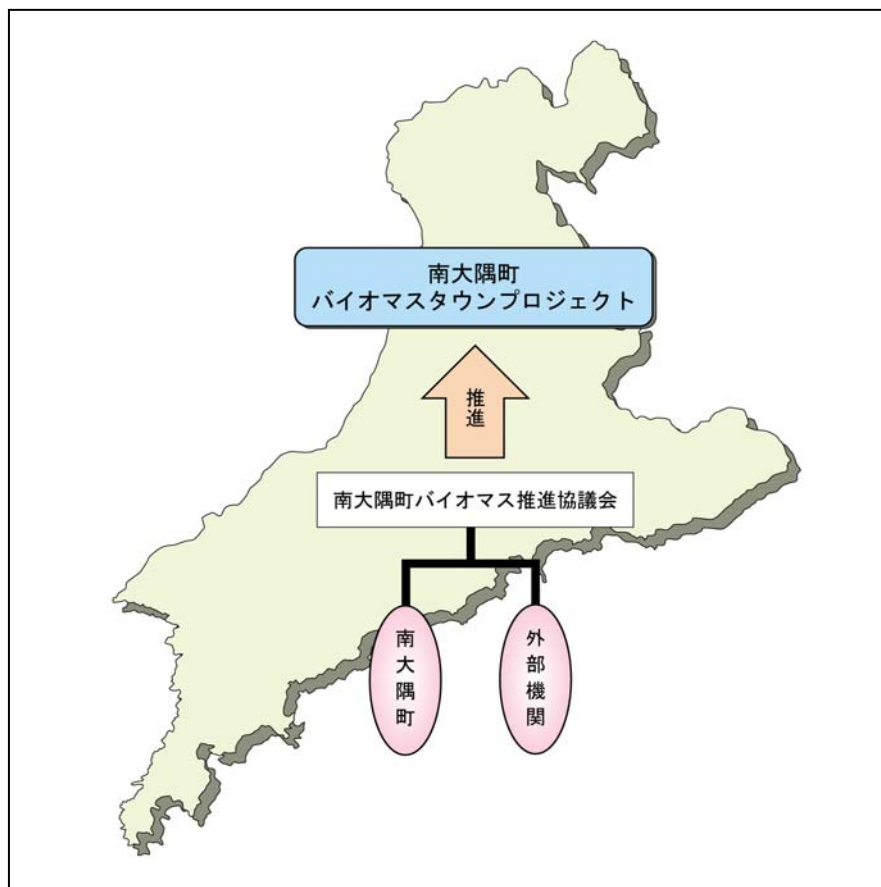 南大隅町
バイオマスタウンプロジェクト
推進
南大隅町バイオマス推進協議会
南大隅町
外部機関